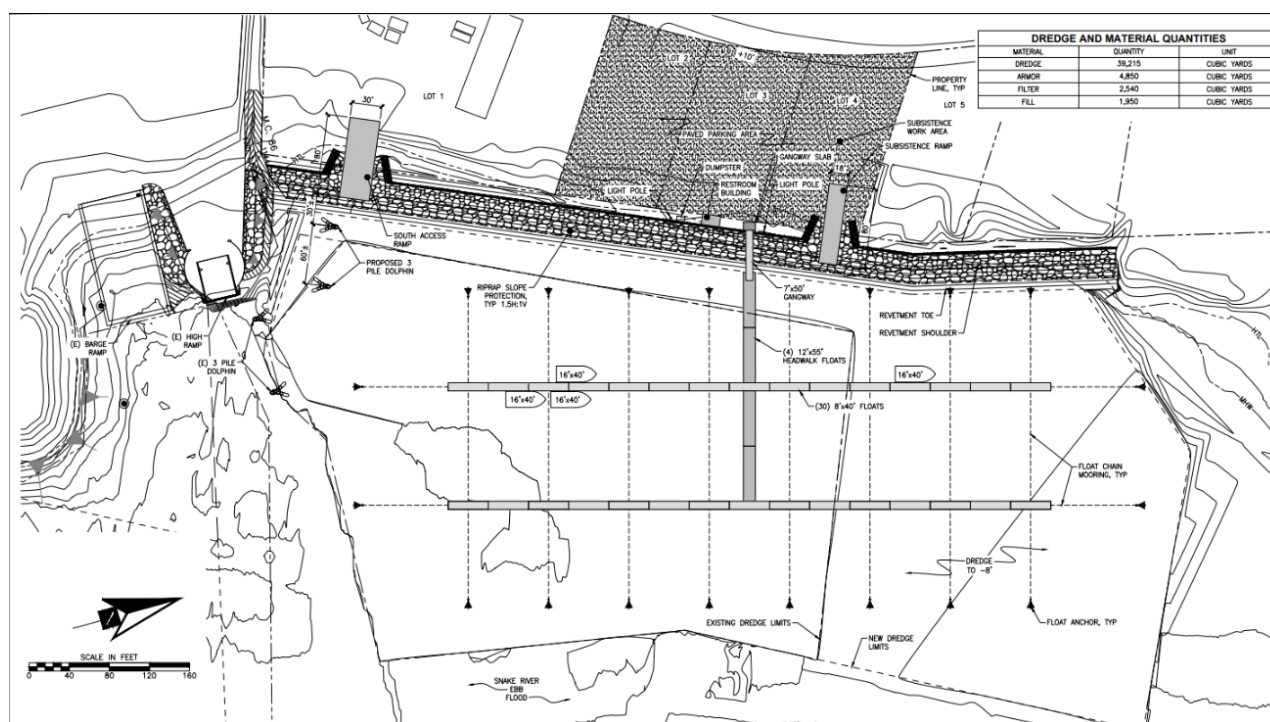 DREDGE AND MATERIAL QUANTITIES
MATERIAL QUANTITY UNIT
DREDGE 39,215 CUBIC YARDS
ARMOR 4,850 CUBIC YARDS
FILTER 2,540 CUBIC YARDS
FILL 1,950 CUBIC YARDS
LOT 1
LOT 2
+10'
LOT 3
LOT 4
PROPERTY
LINE, TYP
LOT 5
SUBSISTENCE
WORK AREA
SUBSISTENCE RAMP
30'
80'
M.C. 86
HTL
PAVED PARKING AREA
GANGWAY SLAB
18'
DUMPSTER
RESTROOM
BUILDING
LIGHT POLE
LIGHT POLE
80'
SOUTH ACCESS
RAMP
60'±
PROPOSED 3
PILE DOLPHIN
RIPRAP SLOPE
PROTECTION,
TYP 1.5H:1V
7'x50'
GANGWAY
REVETMENT TOE
REVETMENT SHOULDER
HTL
MHW
(E) BARGE
RAMP
(E) HIGH
RAMP
(E) 3 PILE
DOLPHIN
(4) 12'x55'
HEADWALK FLOATS
16'x40'
16'x40'
16'x40'
16'x40'
(30) 8'x40' FLOATS
FLOAT CHAIN
MOORING, TYP
DREDGE
TO -8'
EXISTING DREDGE LIMITS
NEW DREDGE
LIMITS
FLOAT ANCHOR, TYP
SNAKE RIVER
EBB
FLOOD
SCALE IN FEET
0 40 80 120 160